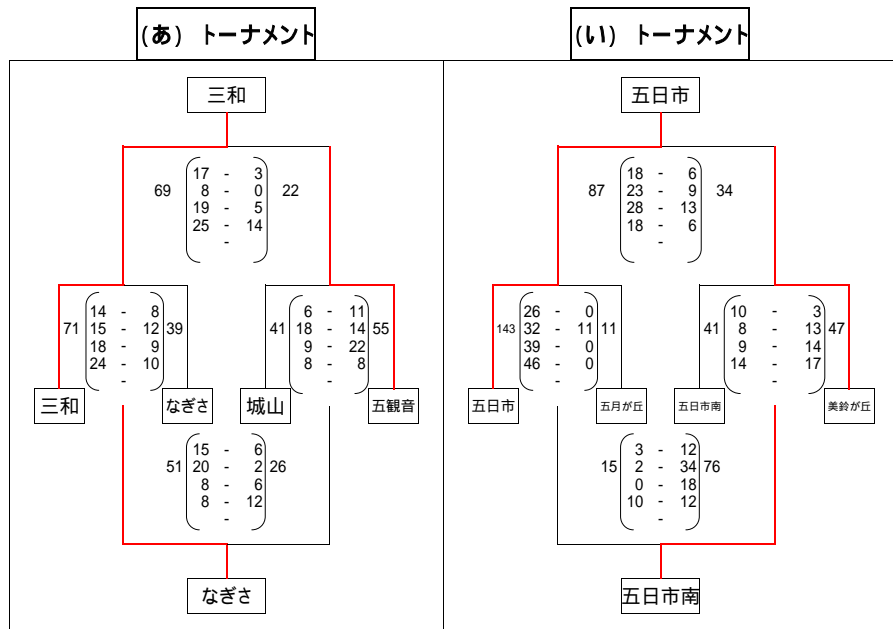 (あ) トーナメント
三和
69 17 - 3 22
8 - 0
19 - 5
25 - 14
-
71 14 - 8 39
15 - 12
18 - 9
24 - 10
-
41 6 - 11 55
18 - 14
9 - 22
8 - 8
-
三和 なぎさ 城山 五観音
51 15 - 6 26
20 - 2
8 - 6
8 - 12
-
なぎさ
(い) トーナメント
五日市
87 18 - 6 34
23 - 9
28 - 13
18 - 6
-
143 26 - 0 11
32 - 11
39 - 0
46 - 0
-
41 10 - 3 47
8 - 13
9 - 14
14 - 17
-
五日市 五月が丘 五日市南 美鈴が丘
15 3 - 12 76
2 - 34
0 - 18
10 - 12
-
五日市南